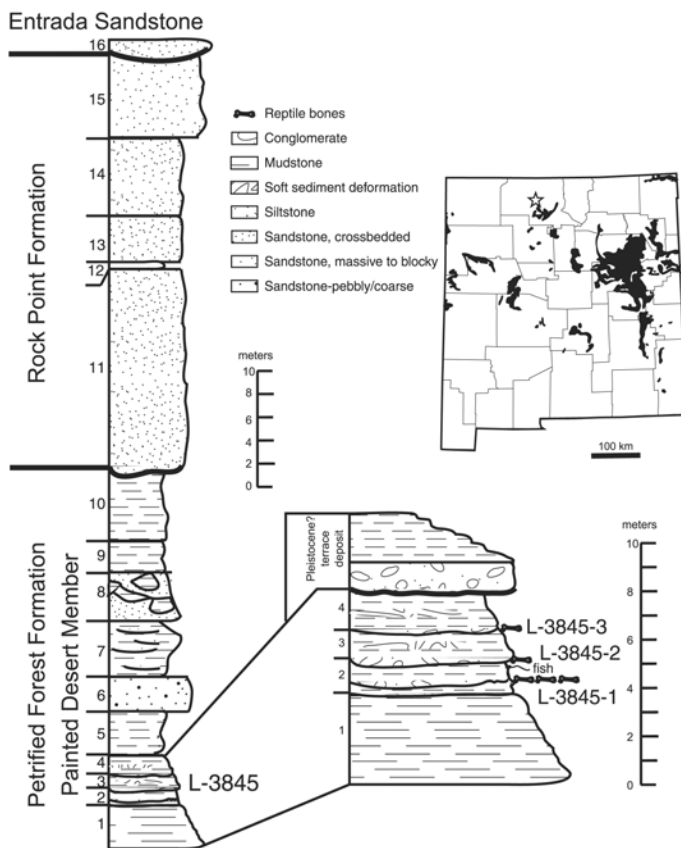 Entrada Sandstone
16
15
14
13
12
11
10
9
8
7
6
5
4
3
2
1
Rock Point Formation
Petrified Forest Formation
Painted Desert Member
L-3845
Reptile bones
Conglomerate
Mudstone
Soft sediment deformation
Siltstone
Sandstone, crossbedded
Sandstone, massive to blocky
Sandstone-pebbly/coarse
meters
10
8
6
4
2
0
100 km
Pleistocene?
terrace
deposit
4
3
2
1
L-3845-3
L-3845-2
fish
L-3845-1
meters
10
8
6
4
2
0